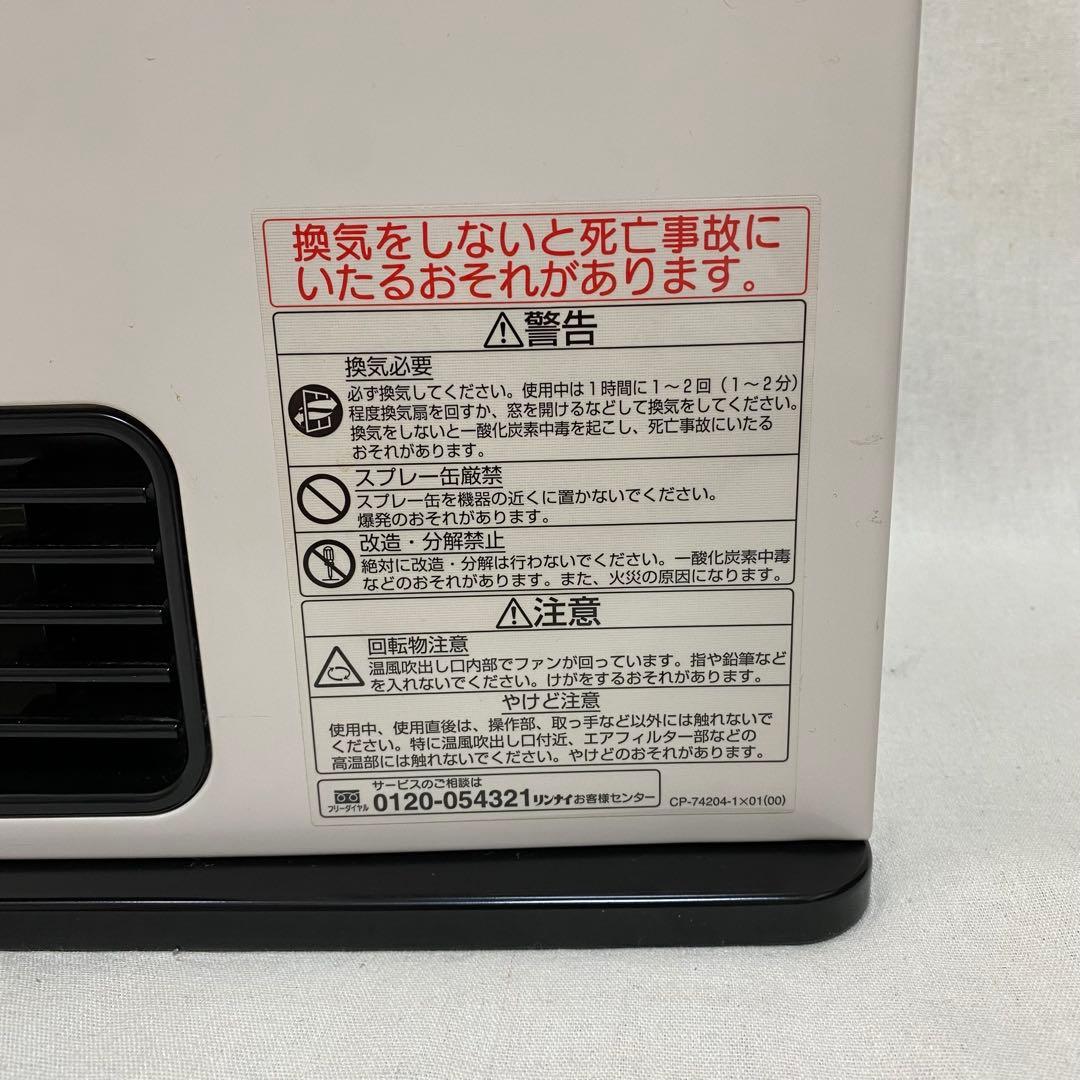 換気をしないと死亡事故に
いたるおそれがあります。
⚠警告
換気必要
必ず換気してください。使用中は1時間に1〜2回(1〜2分)
程度換気扇を回すか、窓を開けるなどして換気をしてください。
換気をしないと一酸化炭素中毒を起こし、死亡事故にいたる
おそれがあります。
スプレー缶厳禁
スプレー缶を機器の近くに置かないでください。
爆発のおそれがあります。
改造・分解禁止
絶対に改造・分解は行わないでください。一酸化炭素中毒
などのおそれがあります。また、火災の原因になります。
⚠注意
回転物注意
温風吹出し口内部でファンが回っています。指や鉛筆など
を入れないでください。けがをするおそれがあります。
やけど注意
使用中、使用直後は、操作部、取っ手など以外には触れないで
ください。特に温風吹出し口付近、エアフィルター部などの
高温部には触れないでください。やけどのおそれがあります。
サービスのご相談は
フリーダイヤル 0120-054321 リンナイお客様センター
CP-74204-1×01(00)